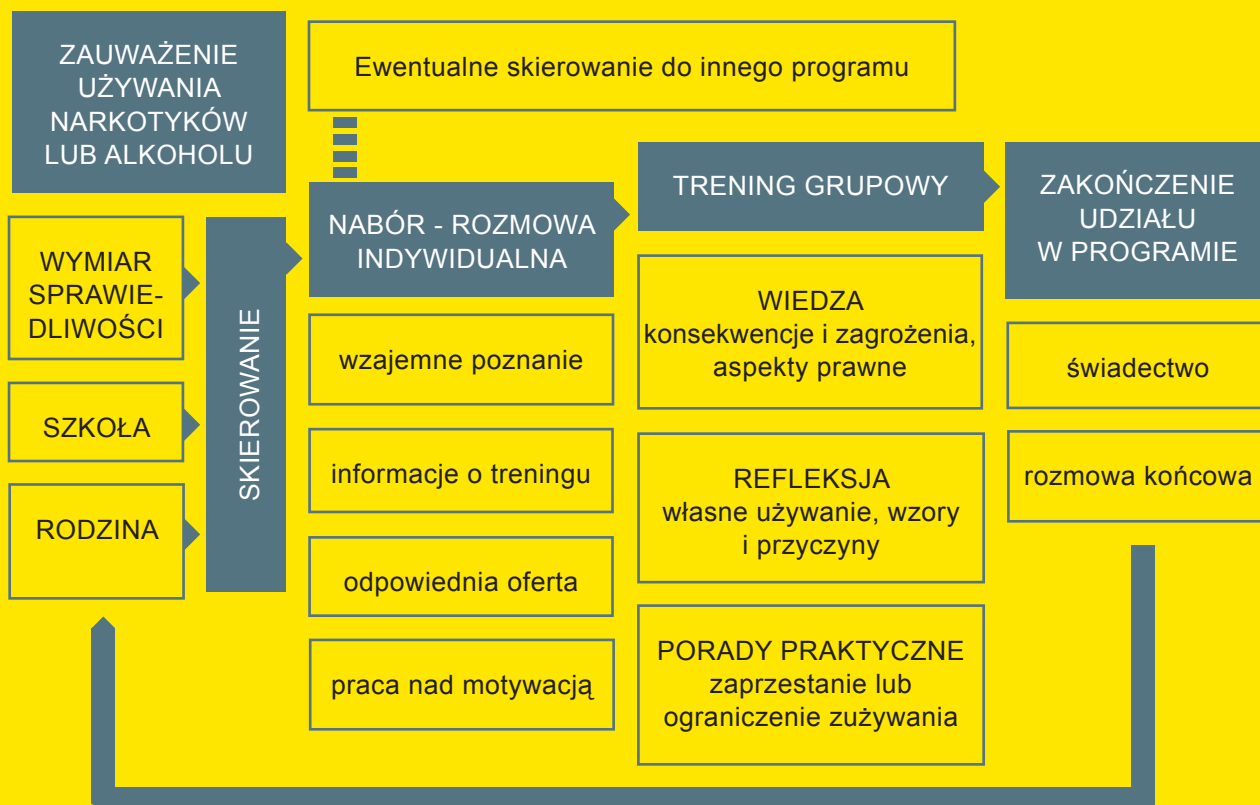 ZAUWAŻENIE
UŻYWANIA
NARKOTYKÓW
LUB ALKOHOLU
WYMIAR
SPRAWIE-
DLIWOŚCI
SZKOŁA
RODZINA
SKIEROWANIE
Ewentualne skierowanie do innego programu
NABÓR - ROZMOWA
INDYWIDUALNA
wzajemne poznanie
informacje o treningu
odpowiednia oferta
praca nad motywacją
TRENING GRUPOWY
WIEDZA
konsekwencje i zagrożenia,
aspekty prawne
REFLEKSJA
własne używanie, wzory
i przyczyny
PORADY PRAKTYCZNE
zaprzestanie lub
ograniczenie zużywania
ZAKOŃCZENIE
UDZIAŁU
W PROGRAMIE
świadectwo
rozmowa końcowa